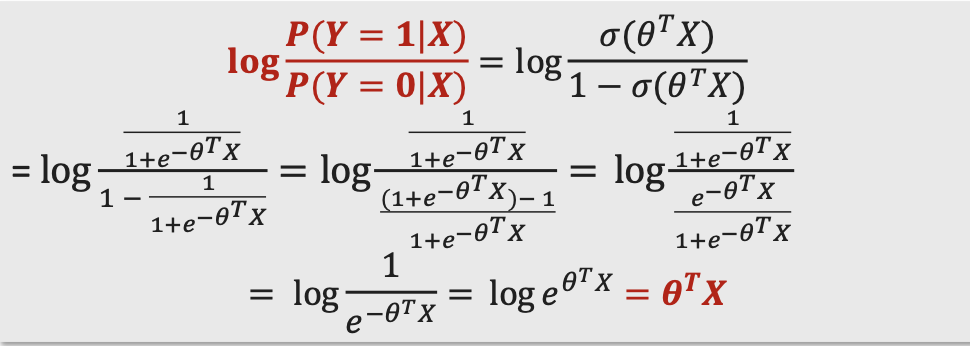 log P(Y = 1|X) / P(Y = 0|X) = log σ(θ^T X) / 1 − σ(θ^T X)
= log (1 / 1+e^−θ^T X) / (1 − 1 / 1+e^−θ^T X) = log (1 / 1+e^−θ^T X) / ((1+e^−θ^T X)− 1 / 1+e^−θ^T X) = log (1 / 1+e^−θ^T X) / (e^−θ^T X / 1+e^−θ^T X)
= log 1 / e^−θ^T X = log e^θ^T X = θ^T X